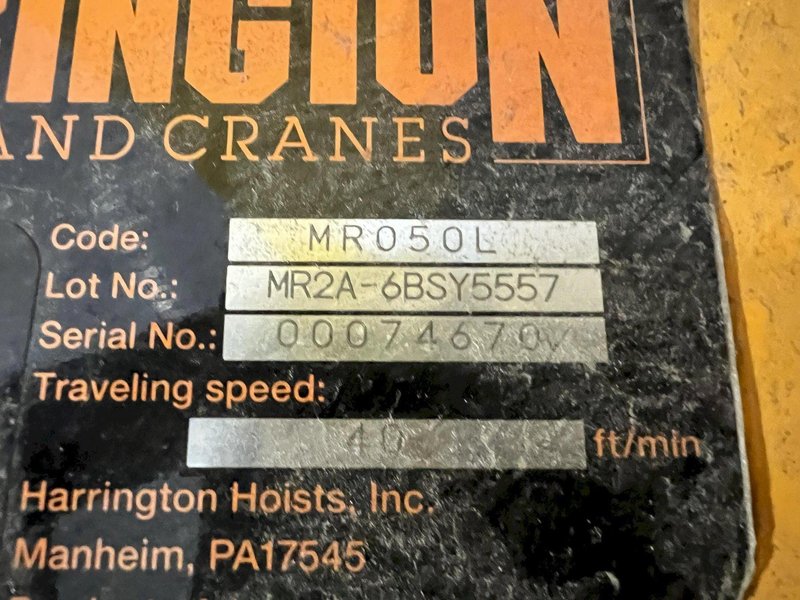 INGTON
AND CRANES
Code: MR050L
Lot No.: MR2A-6BSY5557
Serial No.: 00074670
Traveling speed:
40 ft/min
Harrington Hoists, Inc.
Manheim, PA17545